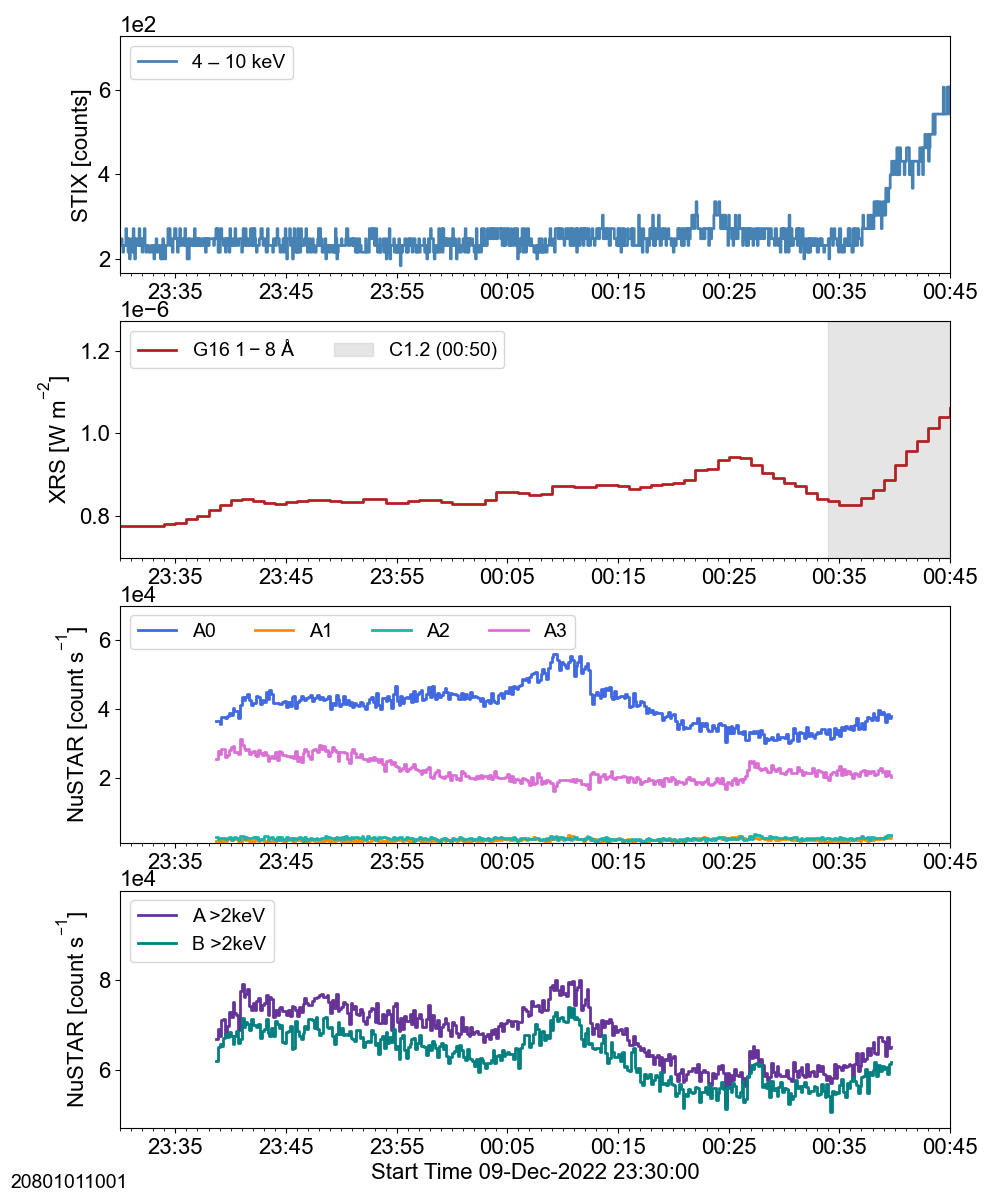 1e2
4 – 10 keV
STIX [counts]
6
4
2
23:35 23:45 23:55 00:05 00:15 00:25 00:35 00:45
1e−6
G16 1 − 8 Å C1.2 (00:50)
XRS [W m−2]
1.2
1.0
0.8
23:35 23:45 23:55 00:05 00:15 00:25 00:35 00:45
1e4
A0 A1 A2 A3
NuSTAR [count s−1]
6
4
2
23:35 23:45 23:55 00:05 00:15 00:25 00:35 00:45
1e4
A >2keV
B >2keV
NuSTAR [count s−1]
8
6
23:35 23:45 23:55 00:05 00:15 00:25 00:35 00:45
Start Time 09-Dec-2022 23:30:00
20801011001